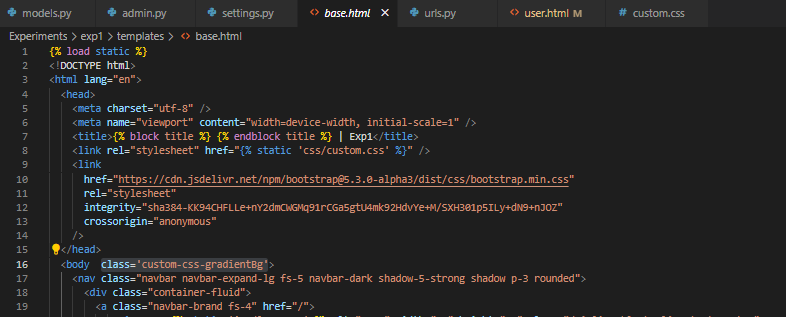 models.py admin.py settings.py <> base.html × urls.py <> user.html M # custom.css
Experiments > exp1 > templates > <> base.html
1 {% load static %}
2 <!DOCTYPE html>
3 <html lang="en">
4 <head>
5 <meta charset="utf-8" />
6 <meta name="viewport" content="width=device-width, initial-scale=1" />
7 <title>{% block title %} {% endblock title %} | Exp1</title>
8 <link rel="stylesheet" href="{% static 'css/custom.css' %}" />
9 <link
10 href="https://cdn.jsdelivr.net/npm/bootstrap@5.3.0-alpha3/dist/css/bootstrap.min.css"
11 rel="stylesheet"
12 integrity="sha384-KK94CHFLLe+nY2dmCWGMq91rCGa5gtU4mk92HdvYe+M/SXH301p5ILy+dN9+nJOZ"
13 crossorigin="anonymous"
14 />
15 </head>
16 <body class='custom-css-gradientBg'>
17 <nav class="navbar navbar-expand-lg fs-5 navbar-dark shadow-5-strong shadow p-3 rounded">
18 <div class="container-fluid">
19 <a class="navbar-brand fs-4" href="/">